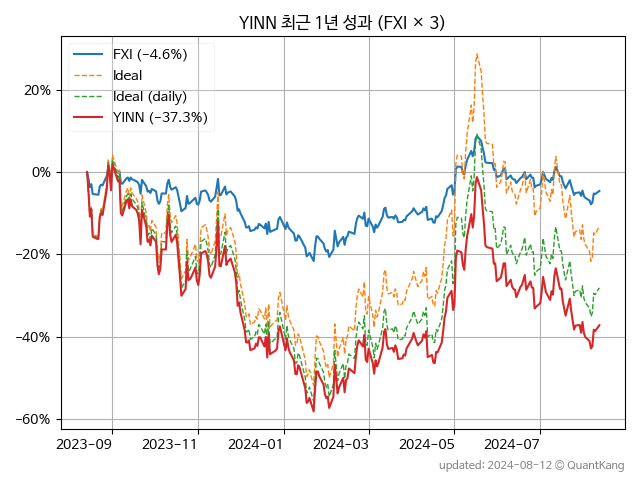 YINN 최근 1년 성과 (FXI × 3)
FXI (−4.6%)
Ideal
Ideal (daily)
YINN (−37.3%)
20%
0%
−20%
−40%
−60%
2023−09
2023−11
2024−01
2024−03
2024−05
2024−07
updated: 2024−08−12 ⓒ QuantKang